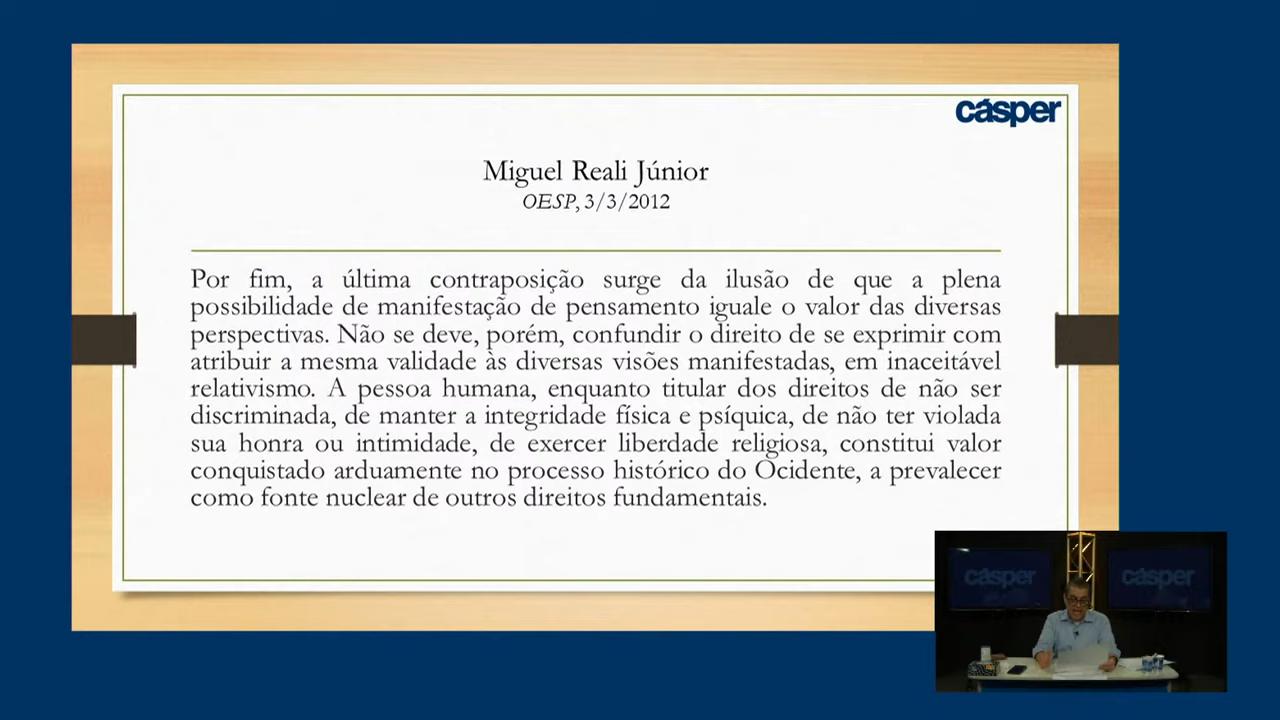 cásper
Miguel Reali Júnior
OESP, 3/3/2012
Por fim, a última contraposição surge da ilusão de que a plena
possibilidade de manifestação de pensamento iguale o valor das diversas
perspectivas. Não se deve, porém, confundir o direito de se exprimir com
atribuir a mesma validade às diversas visões manifestadas, em inaceitável
relativismo. A pessoa humana, enquanto titular dos direitos de não ser
discriminada, de manter a integridade física e psíquica, de não ter violada
sua honra ou intimidade, de exercer liberdade religiosa, constitui valor
conquistado arduamente no processo histórico do Ocidente, a prevalecer
como fonte nuclear de outros direitos fundamentais.
cásper
cásper